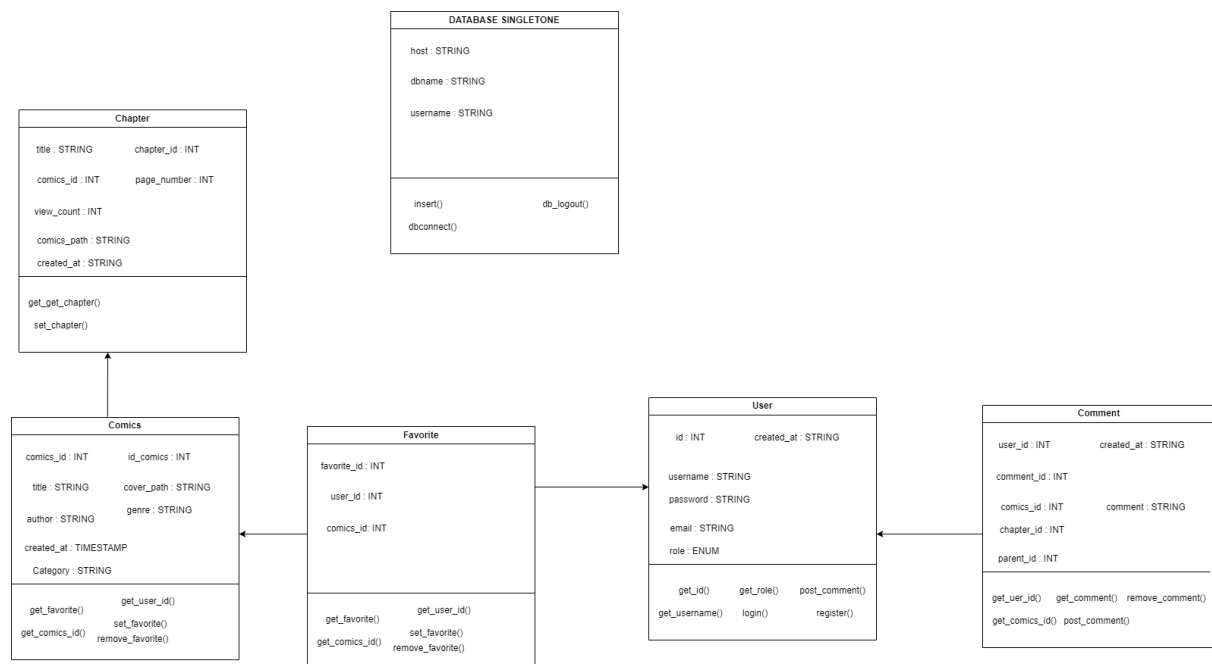 DATABASE SINGLETONE
host : STRING
dbname : STRING
username : STRING
insert() db_logout()
dbconnect()
Chapter
title : STRING chapter_id : INT
comics_id : INT page_number : INT
view_count : INT
comics_path : STRING
created_at : STRING
get_get_chapter()
set_chapter()
Comics
comics_id : INT id_comics : INT
title : STRING cover_path : STRING
genre : STRING
author : STRING
created_at : TIMESTAMP
Category : STRING
get_user_id()
get_favorite()
set_favorite()
get_comics_id()
remove_favorite()
Favorite
favorite_id : INT
user_id : INT
comics_id: INT
get_user_id()
get_favorite()
set_favorite()
get_comics_id()
remove_favorite()
User
id : INT created_at : STRING
username : STRING
password : STRING
email : STRING
role : ENUM
get_id() get_role() post_comment()
get_username() login() register()
Comment
user_id : INT created_at : STRING
comment_id : INT
comics_id : INT comment : STRING
chapter_id : INT
parent_id : INT
get_uer_id() get_comment() remove_comment()
get_comics_id() post_comment()